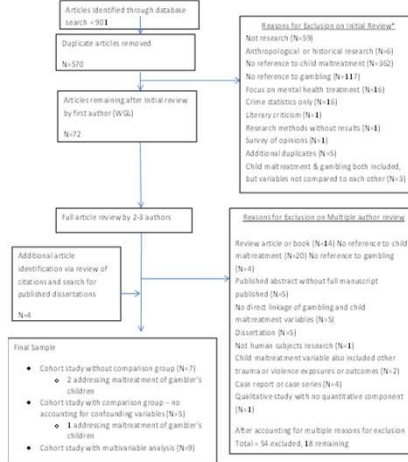 Articles Identified through database
search = 901
Duplicate articles removed
N=570
Articles remaining after Initial review
by first author (WGL)
N=72
Full article review by 2-3 authors
Additional article
identification via review of
citations and search for
published dissertations
N=4
Final Sample
Cohort study without comparison group (N=7)
2 addressing maltreatment of gambler's
children
Cohort study with comparison group – no
accounting for confounding variables (N=5)
1 addressing maltreatment of gambler's
children
Cohort study with multivariable analysis (N=9)
Reasons for Exclusion on Initial Review*
Not research (N=59)
Anthropological or historical research (N=6)
No reference to child maltreatment (N=362)
No reference to gambling (N=117)
Focus on mental health treatment (N=16)
Crime statistics only (N=16)
Literary criticism (N=1)
Research methods without results (N=1)
Survey of opinions (N=1)
Additional duplicates (N=5)
Child maltreatment & gambling both included,
but variables not compared to each other (N=3)
Reasons for Exclusion on Multiple author review
Review article or book (N=14) No reference to child
maltreatment (N=20) No reference to gambling
(N=4)
Published abstract without full manuscript
published (N=5)
No direct linkage of gambling and child
maltreatment variables (N=5)
Dissertation (N=5)
Not human subjects research (N=1)
Child maltreatment variable also included other
trauma or violence exposures or outcomes (N=2)
Case report or case series (N=4)
Qualitative study with no quantitative component
(N=1)
After accounting for multiple reasons for exclusion
Total = 54 excluded, 18 remaining